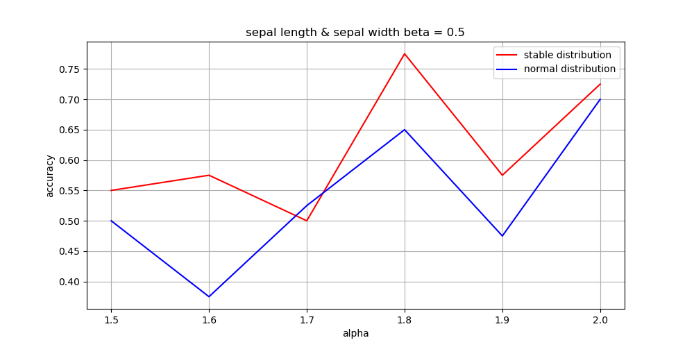 sepal length & sepal width beta = 0.5
stable distribution
normal distribution
0.75
0.70
0.65
0.60
0.55
0.50
0.45
0.40
accuracy
1.5 1.6 1.7 1.8 1.9 2.0
alpha